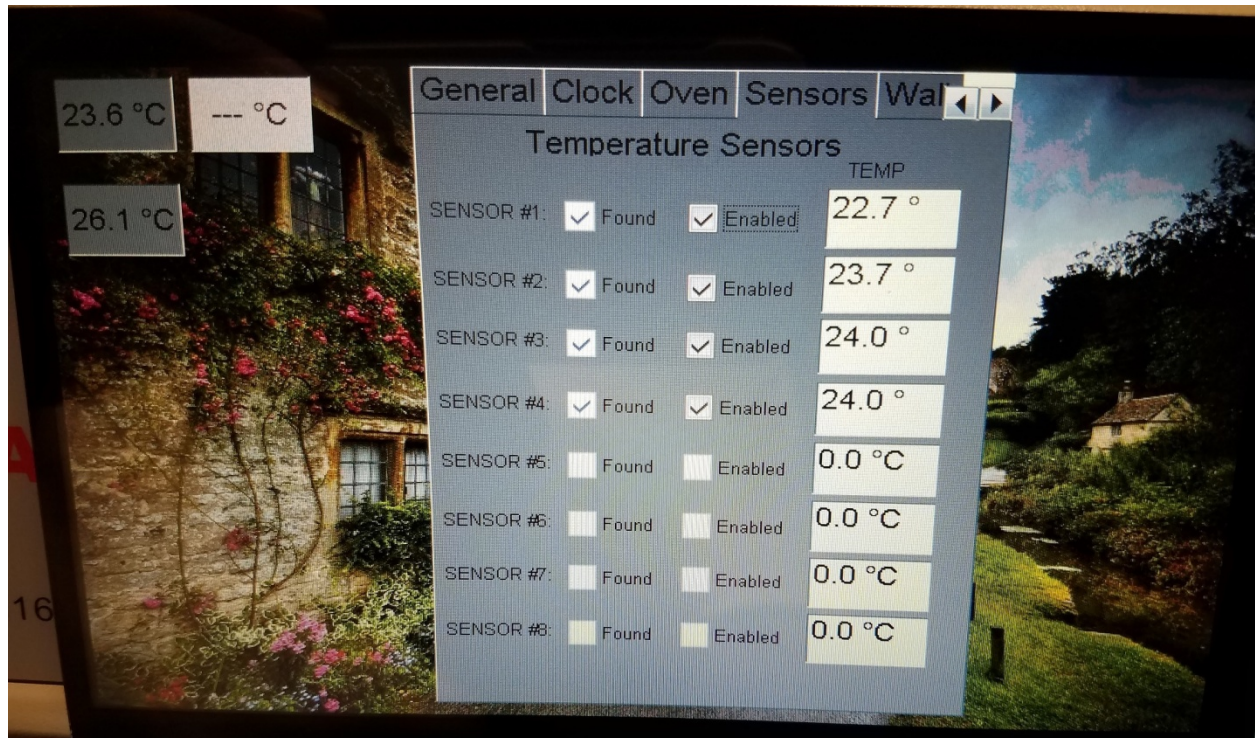 23.6 °C
--- °C
26.1 °C
General Clock Oven Sensors Wal
Temperature Sensors
TEMP
SENSOR #1: Found Enabled 22.7 °
SENSOR #2: Found Enabled 23.7 °
SENSOR #3: Found Enabled 24.0 °
SENSOR #4: Found Enabled 24.0 °
SENSOR #5: Found Enabled 0.0 °C
SENSOR #6: Found Enabled 0.0 °C
SENSOR #7: Found Enabled 0.0 °C
SENSOR #8: Found Enabled 0.0 °C
A
16